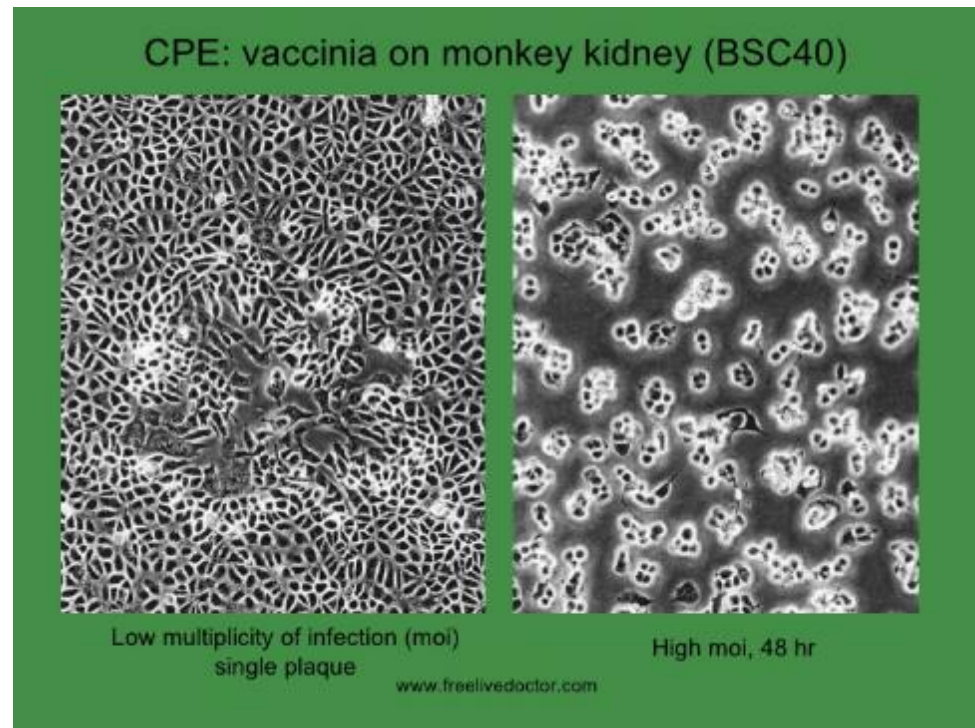 CPE: vaccinia on monkey kidney (BSC40)
Low multiplicity of infection (moi)
single plaque
High moi, 48 hr
www.freelivedoctor.com